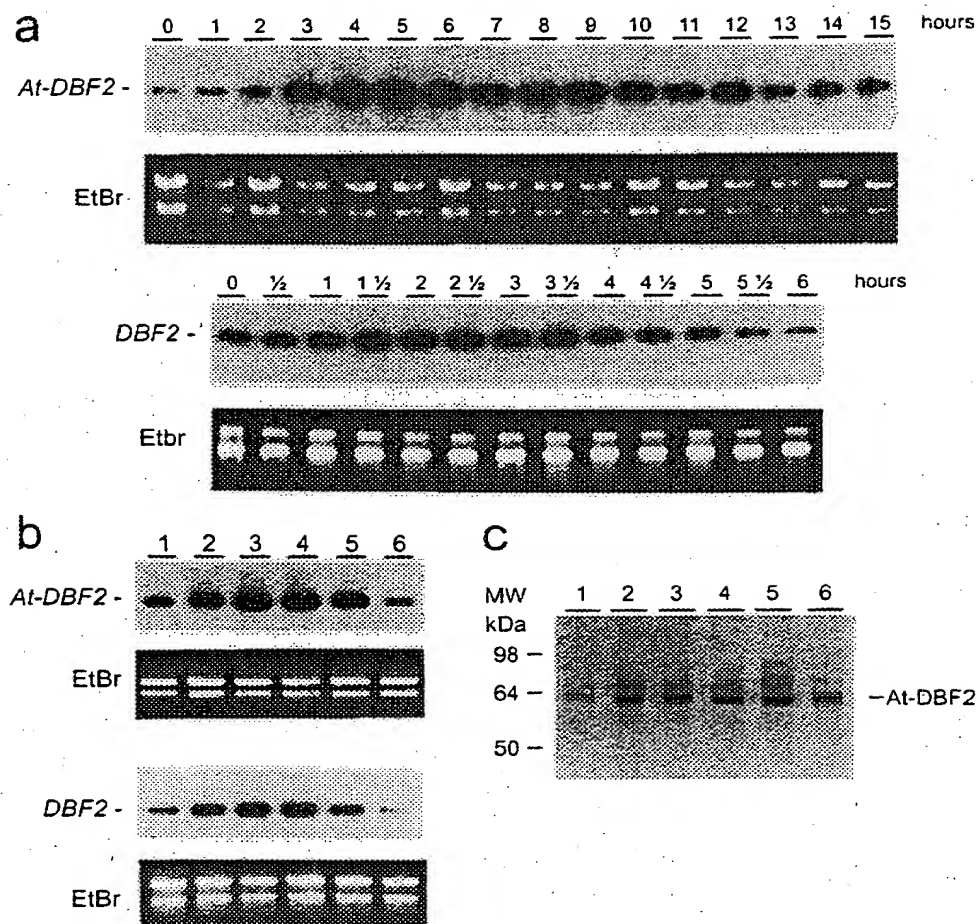 a
0 1 2 3 4 5 6 7 8 9 10 11 12 13 14 15 hours
At-DBF2 -
EtBr
0 ½ 1 1 ½ 2 2 ½ 3 3 ½ 4 4 ½ 5 5 ½ 6 hours
DBF2 -
Etbr
b
1 2 3 4 5 6
At-DBF2 -
EtBr
DBF2 -
EtBr
c
MW 1 2 3 4 5 6
kDa
98 –
64 –
–At-DBF2
50 –